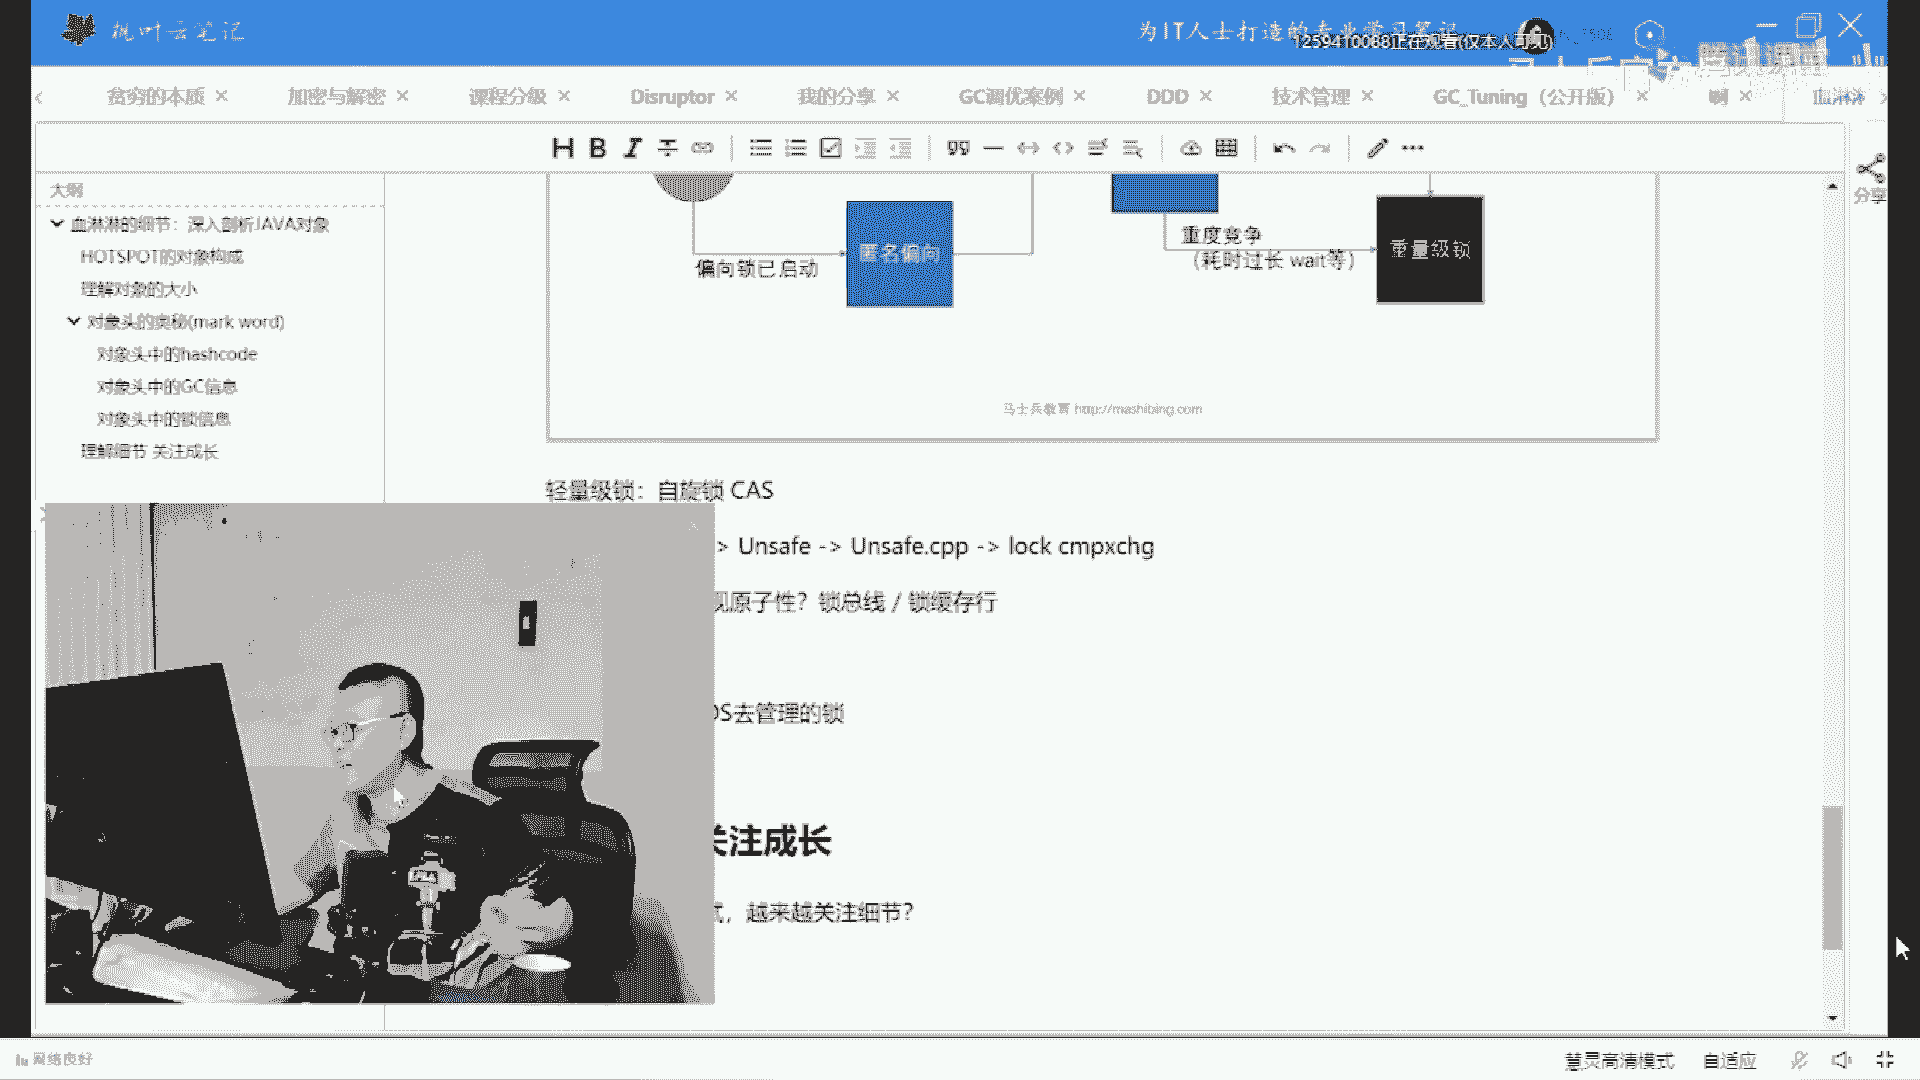 枫叶云笔记
为IT人士打造的专业学习笔记
1259410088正在观看(仅本人可见)
贫穷的本质
加密与解密
课程分级
Disruptor
我的分享
GC调优案例
DDD
技术管理
GC_Tuning（公开版）
H B I
分享
大纲
血淋淋的细节：深入剖析JAVA对象
HOTSPOT的对象构成
理解对象的大小
对象头的奥秘(mark word)
对象头中的hashcode
对象头中的GC信息
对象头中的锁信息
理解细节 关注成长
匿名偏向
偏向锁已启动
重度竞争
（耗时过长 wait等）
重量级锁
马士兵教育 http://mashibing.com
轻量级锁：自旋锁 CAS
> Unsafe -> Unsafe.cpp -> lock cmpxchg
现原子性？锁总线 / 锁缓存行
OS去管理的锁
关注成长
，越来越关注细节？
网络良好
慧灵高清模式
自适应